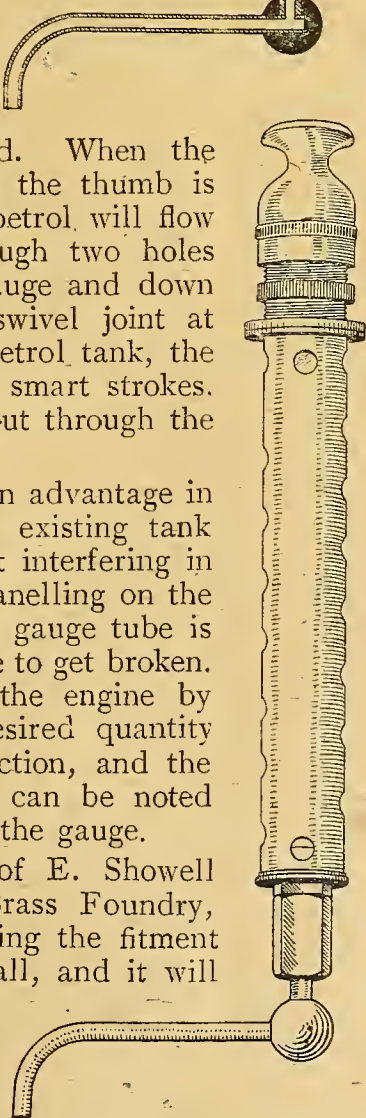 d. When the
the thumb is
petrol will flow
ough two holes
uge and down
swivel joint at
etrol tank, the
smart strokes.
out through the
n advantage in
existing tank
t interfering in
anelling on the
gauge tube is
e to get broken.
the engine by
esired quantity
ction, and the
can be noted
the gauge.
of E. Showell
rass Foundry,
ing the fitment
all, and it will